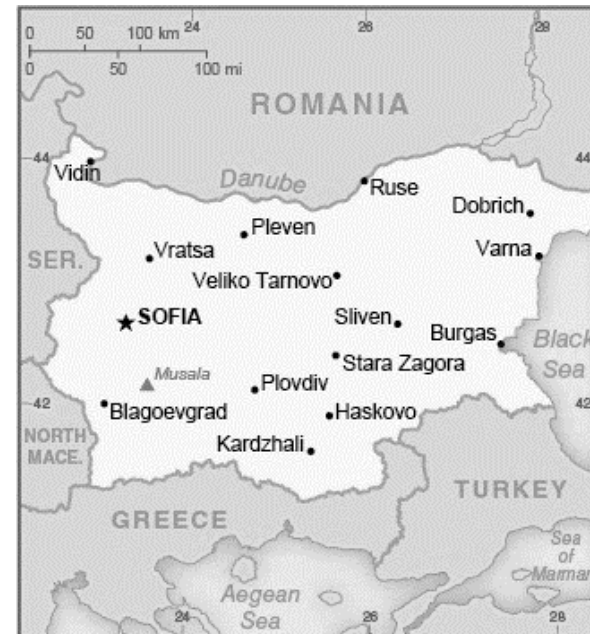 24
26
28
0 50 100 km
0 50 100 mi
ROMANIA
44
44
Vidin
Danube
Ruse
Dobrich
Pleven
Vratsa
Varna
SER.
Veliko Tarnovo
SOFIA
Sliven
Burgas
Black
Sea
Stara Zagora
Musala
Plovdiv
42
42
Blagoevgrad
Haskovo
NORTH
MACE.
Kardzhali
TURKEY
GREECE
Sea
of
Marmar
Aegean
Sea
24
26
28